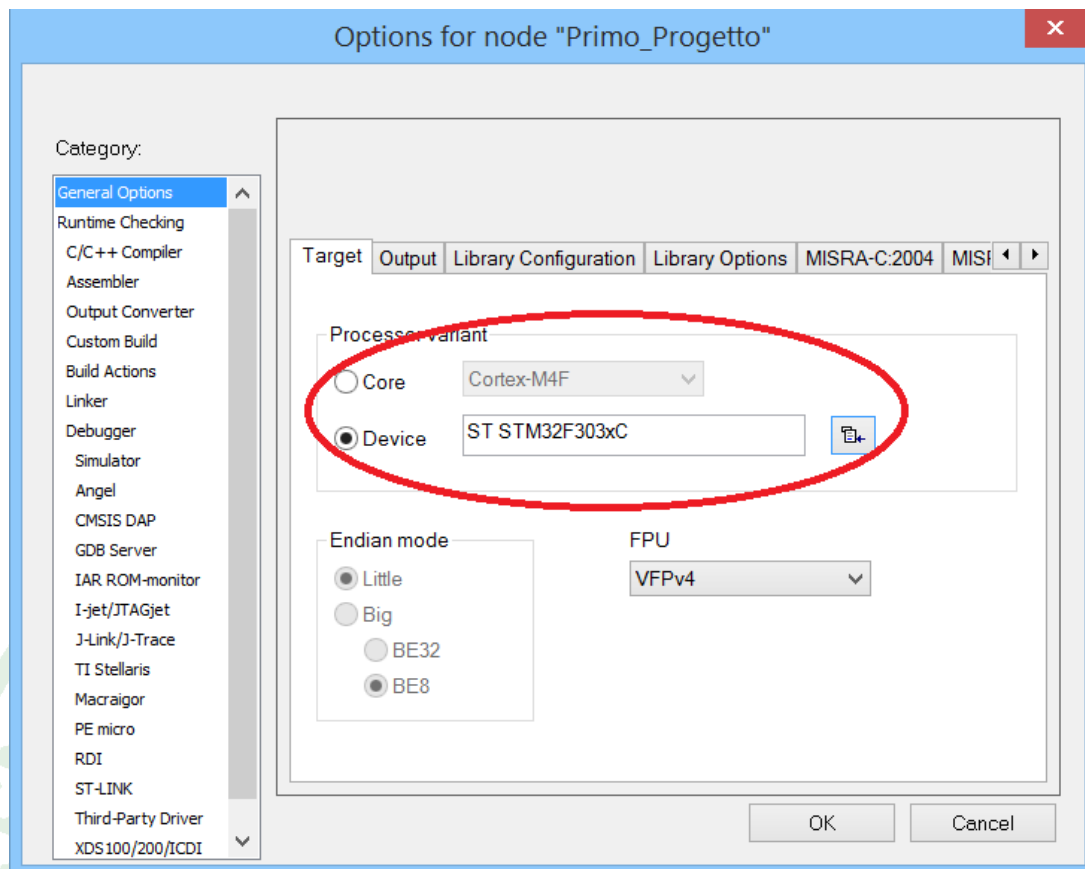 Options for node "Primo_Progetto"
Category:
General Options
Runtime Checking
C/C++ Compiler
Assembler
Output Converter
Custom Build
Build Actions
Linker
Debugger
Simulator
Angel
CMSIS DAP
GDB Server
IAR ROM-monitor
I-jet/JTAGjet
J-Link/J-Trace
TI Stellaris
Macraigor
PE micro
RDI
ST-LINK
Third-Party Driver
XDS100/200/ICDI
Target Output Library Configuration Library Options MISRA-C:2004
Processor variant
Core Cortex-M4F
Device ST STM32F303xC
Endian mode
Little
Big
BE32
BE8
FPU
VFPv4
OK Cancel